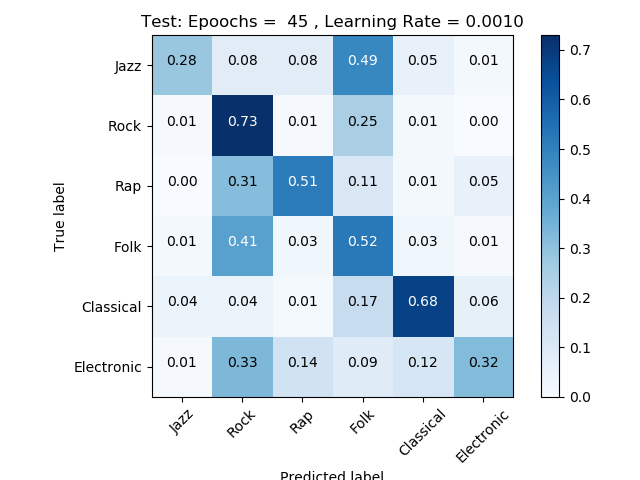 Test: Epoochs =  45 , Learning Rate = 0.0010
Jazz 0.28 0.08 0.08 0.49 0.05 0.01
Rock 0.01 0.73 0.01 0.25 0.01 0.00
Rap 0.00 0.31 0.51 0.11 0.01 0.05
Folk 0.01 0.41 0.03 0.52 0.03 0.01
Classical 0.04 0.04 0.01 0.17 0.68 0.06
Electronic 0.01 0.33 0.14 0.09 0.12 0.32
True label
Jazz Rock Rap Folk Classical Electronic
Predicted label
0.7
0.6
0.5
0.4
0.3
0.2
0.1
0.0